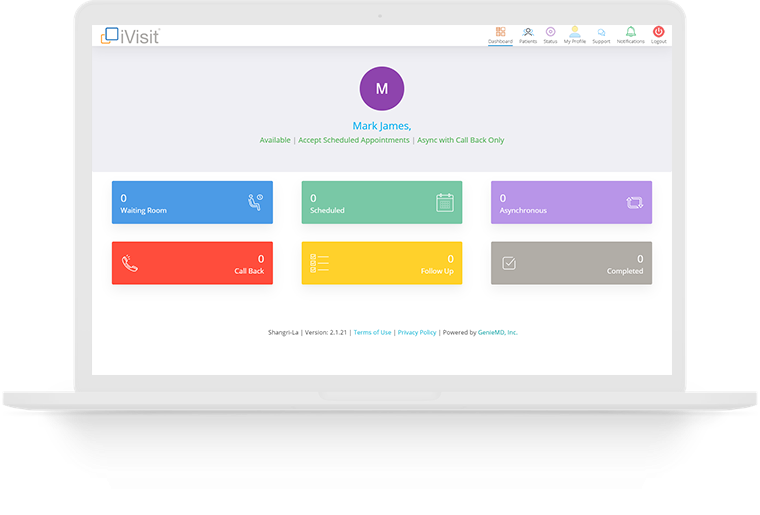 iVisit
Dashboard Patients Status My Profile Support Notifications Logout
M
Mark James,
Available | Accept Scheduled Appointments | Async with Call Back Only
0 0 0
Waiting Room Scheduled Asynchronous
0 0 0
Call Back Follow Up Completed
Shangri-La | Version: 2.1.21 | Terms of Use | Privacy Policy | Powered by GenieMD, Inc.